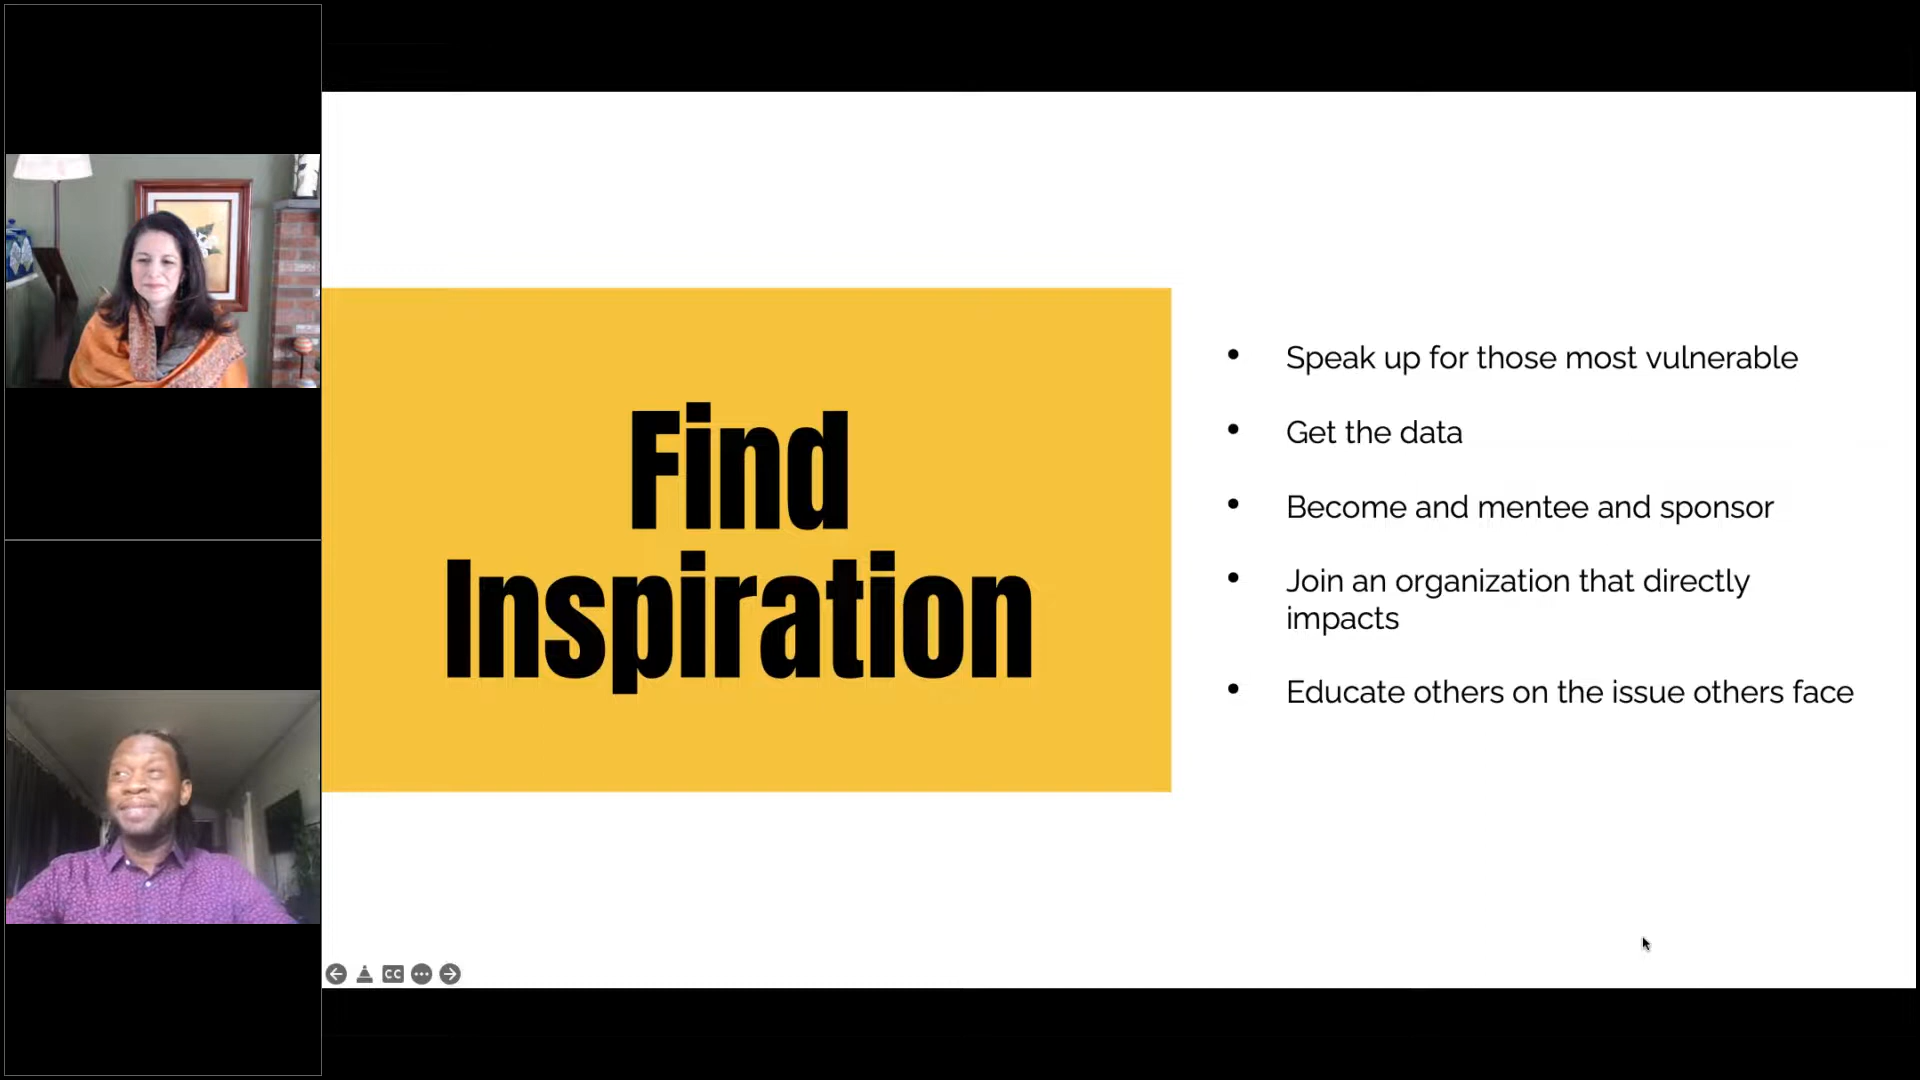 Find
Inspiration
• Speak up for those most vulnerable
• Get the data
• Become and mentee and sponsor
• Join an organization that directly
impacts
• Educate others on the issue others face
CC